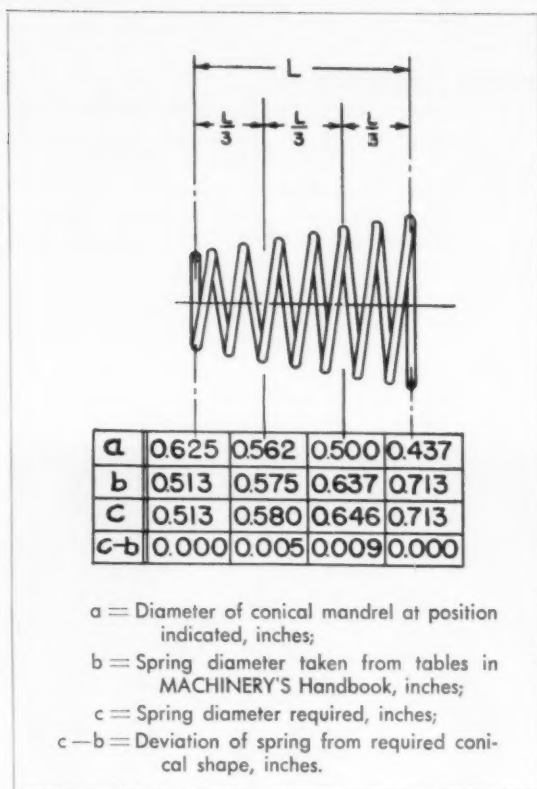 L
L/3 L/3 L/3
a 0.625 0.562 0.500 0.437
b 0.513 0.575 0.637 0.713
c 0.513 0.580 0.646 0.713
c-b 0.000 0.005 0.009 0.000
a = Diameter of conical mandrel at position
indicated, inches;
b = Spring diameter taken from tables in
MACHINERY'S Handbook, inches;
c = Spring diameter required, inches;
c — b = Deviation of spring from required coni-
cal shape, inches.